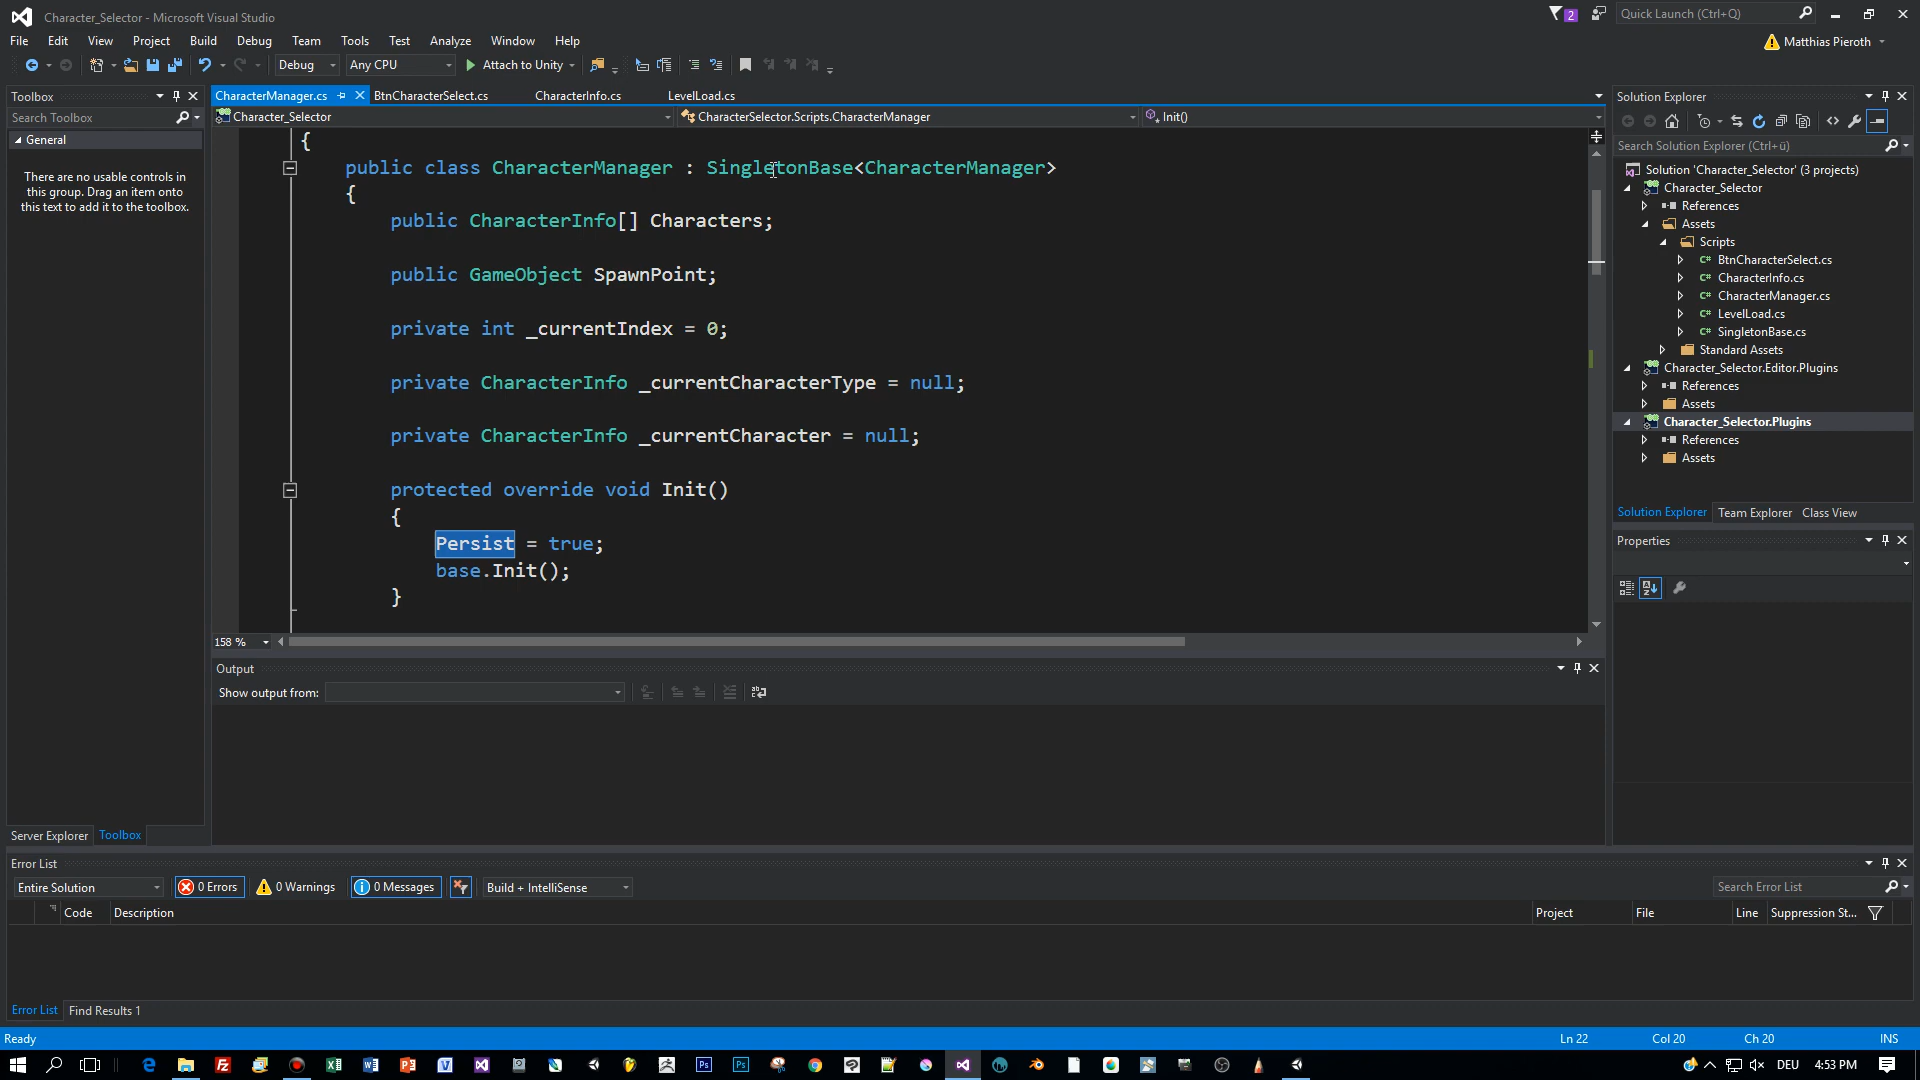 Character_Selector - Microsoft Visual Studio
2
Quick Launch (Ctrl+Q)
File Edit View Project Build Debug Team Tools Test Analyze Window Help
Matthias Pieroth
Debug
Any CPU
Attach to Unity
Toolbox
Search Toolbox
General
There are no usable controls in
this group. Drag an item onto
this text to add it to the toolbox.
Server Explorer
Toolbox
CharacterManager.cs
BtnCharacterSelect.cs
CharacterInfo.cs
LevelLoad.cs
Character_Selector
CharacterSelector.Scripts.CharacterManager
Init()
{
public class CharacterManager : SingletonBase<CharacterManager>
{
public CharacterInfo[] Characters;
public GameObject SpawnPoint;
private int _currentIndex = 0;
private CharacterInfo _currentCharacterType = null;
private CharacterInfo _currentCharacter = null;
protected override void Init()
{
Persist = true;
base.Init();
}
158 %
Output
Show output from:
Solution Explorer
Search Solution Explorer (Ctrl+ü)
Solution 'Character_Selector' (3 projects)
Character_Selector
References
Assets
Scripts
C# BtnCharacterSelect.cs
C# CharacterInfo.cs
C# CharacterManager.cs
C# LevelLoad.cs
C# SingletonBase.cs
Standard Assets
Character_Selector.Editor.Plugins
References
Assets
Character_Selector.Plugins
References
Assets
Solution Explorer
Team Explorer
Class View
Properties
Error List
Entire Solution
0 Errors
0 Warnings
0 Messages
Build + IntelliSense
Search Error List
Code
Description
Project
File
Line
Suppression St...
Error List
Find Results 1
Ready
Ln 22
Col 20
Ch 20
INS
DEU
4:53 PM